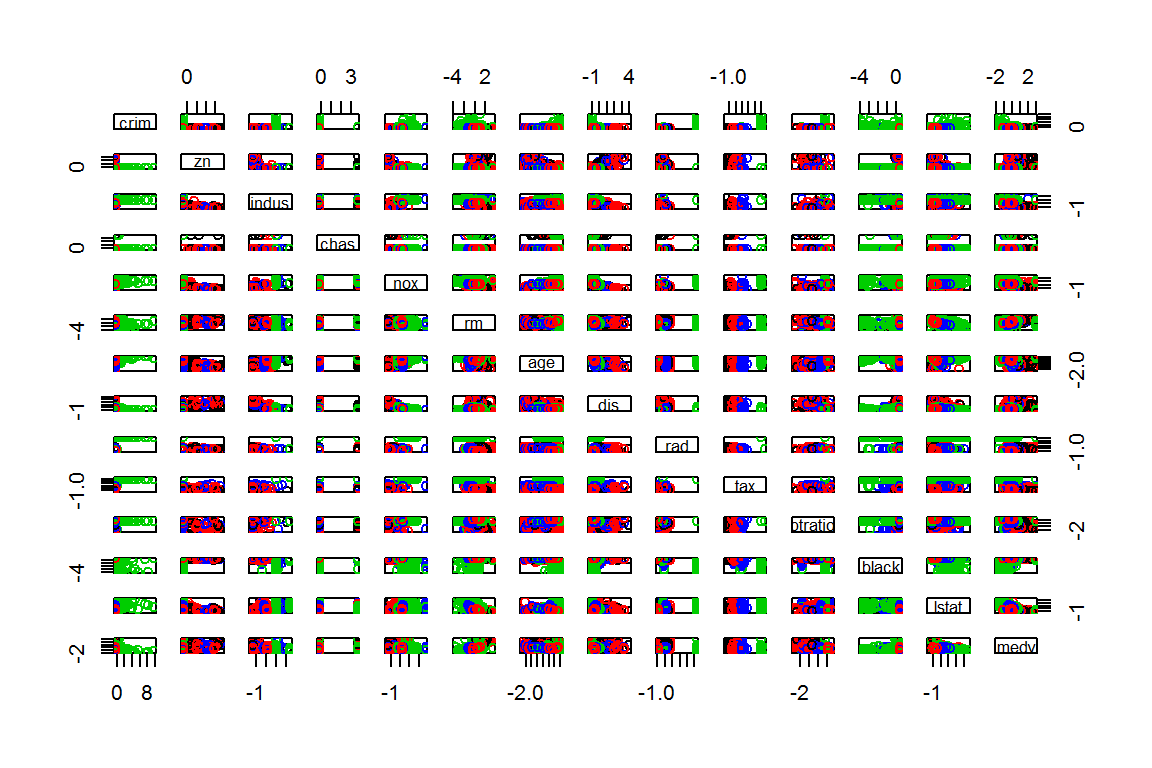 0 0 3 -4 2 -1 4 -1.0 -4 0 -2 2
crim 0
0 zn
indus -1
0 chas
nox -1
-4 rm
age -2.0
-1 dis
rad -1.0
-1.0 tax
ptratio -2
-4 black
lstat -1
-2 medv
0 8 -1 -1 -2.0 -1.0 -2 -1